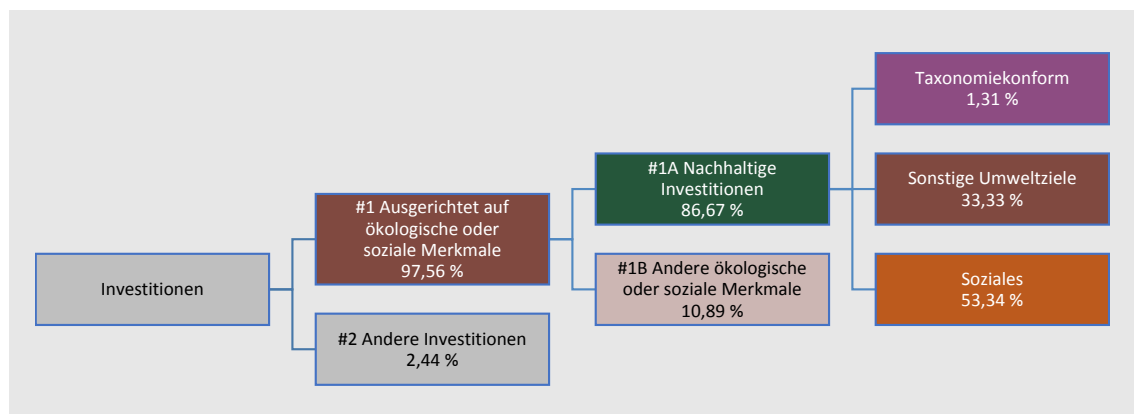 Investitionen
#1 Ausgerichtet auf
ökologische oder
soziale Merkmale
97,56 %
#2 Andere Investitionen
2,44 %
#1A Nachhaltige
Investitionen
86,67 %
#1B Andere ökologische
oder soziale Merkmale
10,89 %
Taxonomiekonform
1,31 %
Sonstige Umweltziele
33,33 %
Soziales
53,34 %